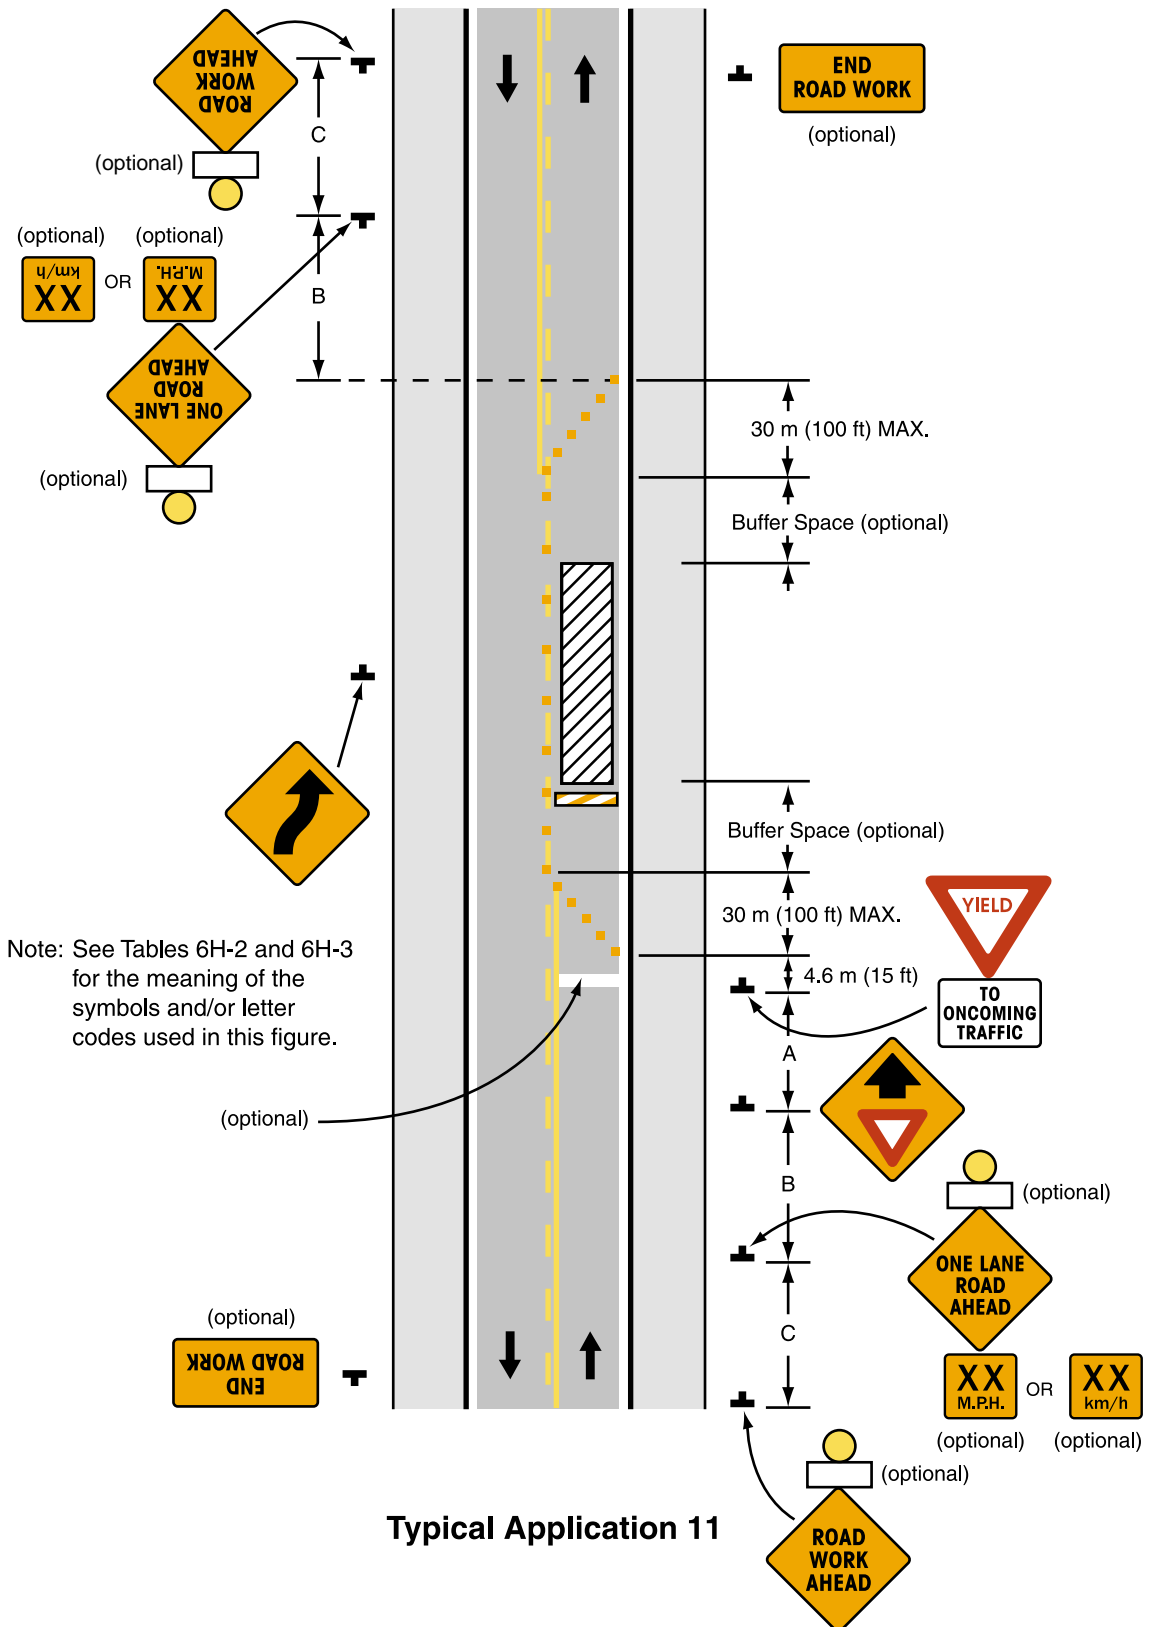 ROAD
WORK
AHEAD
(optional)
C
END
ROAD WORK
(optional)
(optional)
(optional)
XX
km/h
OR
XX
M.P.H.
B
ONE LANE
ROAD
AHEAD
(optional)
30 m (100 ft) MAX.
Buffer Space (optional)
Buffer Space (optional)
30 m (100 ft) MAX.
YIELD
4.6 m (15 ft)
TO
ONCOMING
TRAFFIC
Note: See Tables 6H-2 and 6H-3
for the meaning of the
symbols and/or letter
codes used in this figure.
A
(optional)
B
(optional)
ONE LANE
ROAD
AHEAD
C
(optional)
END
ROAD WORK
XX
M.P.H.
OR
XX
km/h
(optional)
(optional)
(optional)
Typical Application 11
ROAD
WORK
AHEAD